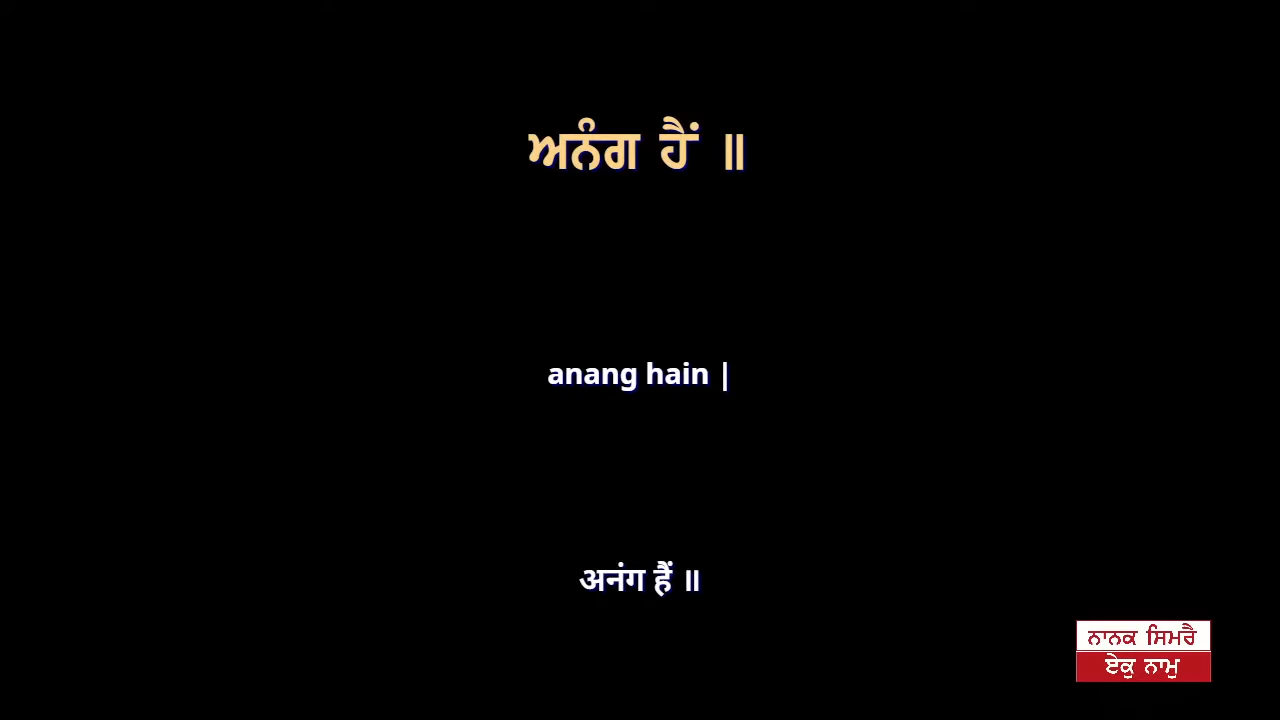 ਅਨੰਗ ਹੈਂ ॥
anang hain |
अनंग हैं ॥
ਨਾਨਕ ਸਿਮਰੈ
ਏਕੁ ਨਾਮੁ